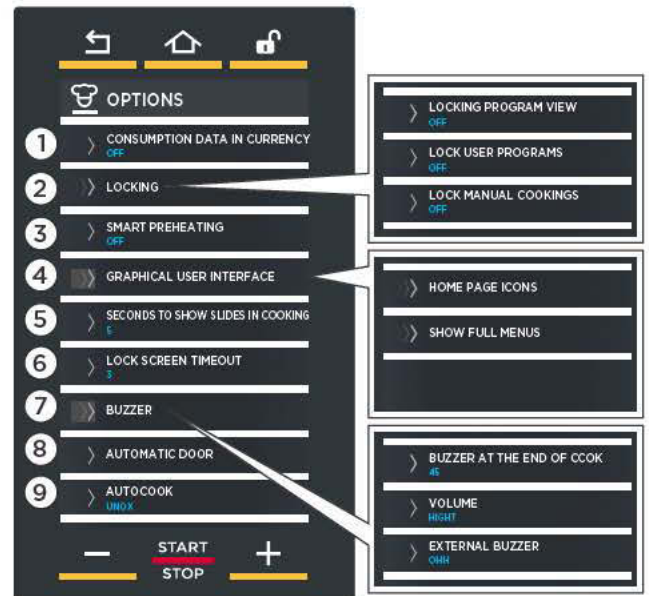 OPTIONS
1
CONSUMPTION DATA IN CURRENCY
OFF
2
LOCKING
3
SMART PREHEATING
OFF
4
GRAPHICAL USER INTERFACE
5
SECONDS TO SHOW SLIDES IN COOKING
5
6
LOCK SCREEN TIMEOUT
3
7
BUZZER
8
AUTOMATIC DOOR
9
AUTOCOOK
UNOX
START
STOP
LOCKING PROGRAM VIEW
OFF
LOCK USER PROGRAMS
OFF
LOCK MANUAL COOKINGS
OFF
HOME PAGE ICONS
SHOW FULL MENUS
BUZZER AT THE END OF CCOK
45
VOLUME
HIGHT
EXTERNAL BUZZER
OHH